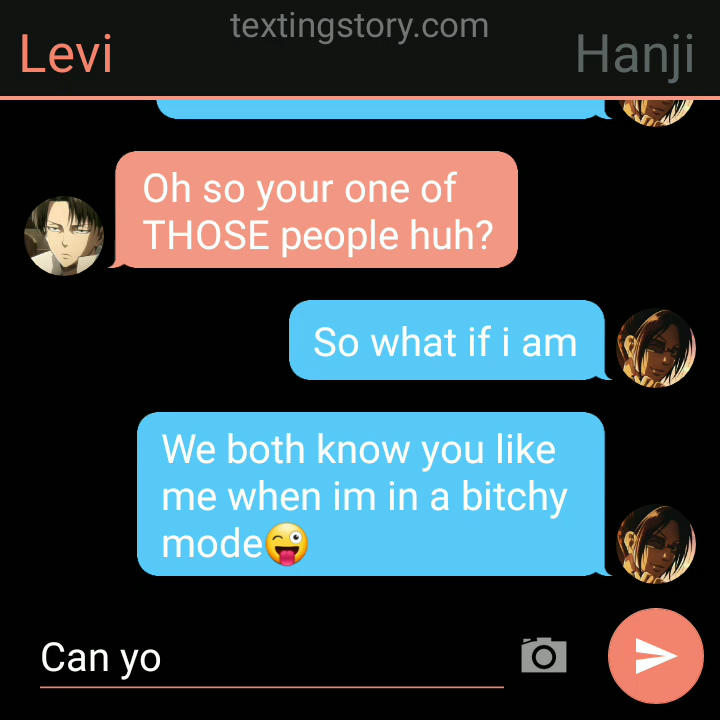 textingstory.com
Levi
Hanji
Oh so your one of
THOSE people huh?
So what if i am
We both know you like
me when im in a bitchy
mode😜
Can yo